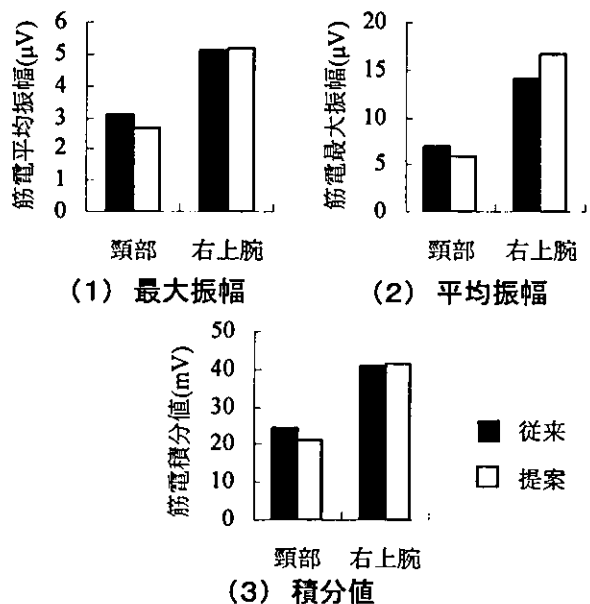 筋電平均振幅(μV)
6
5
4
3
2
1
0
頸部 右上腕
(1) 最大振幅
筋電最大振幅(μV)
20
15
10
5
0
頸部 右上腕
(2) 平均振幅
筋電積分値(mV)
50
40
30
20
10
0
頸部 右上腕
(3) 積分値
従来
提案